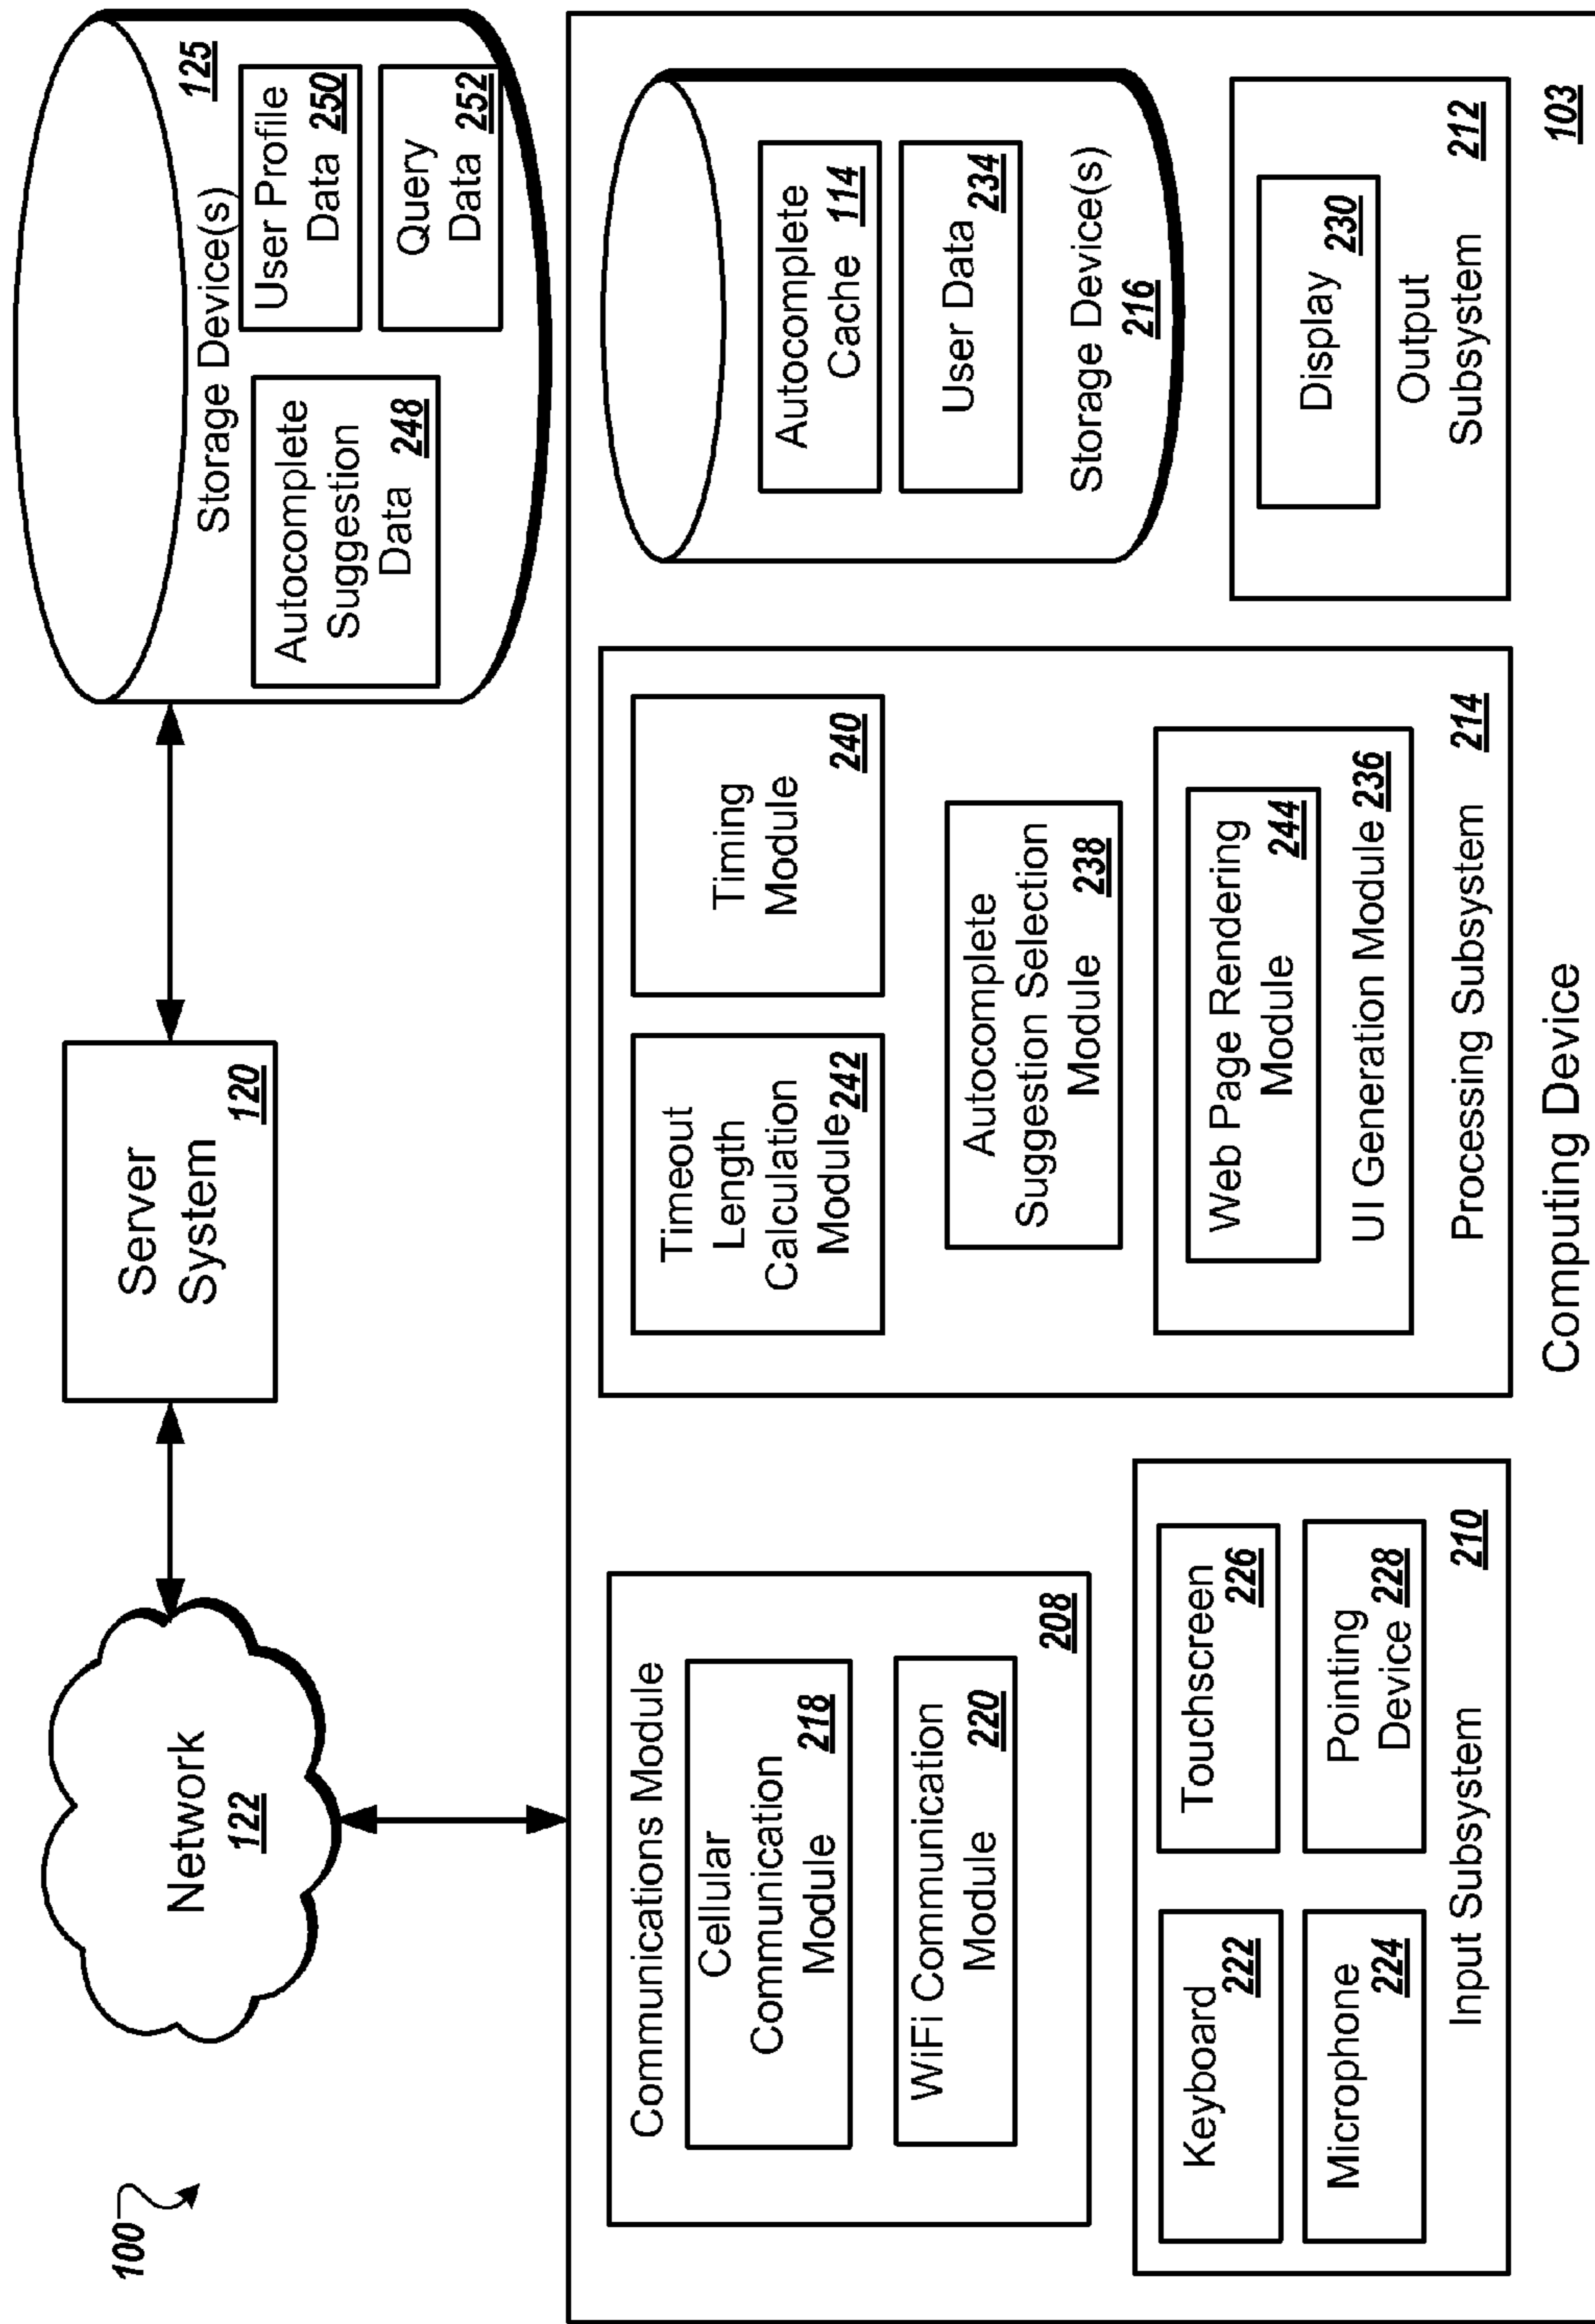 100
Network
122
Server
System
120
Storage Device(s)
125
Autocomplete
Suggestion
Data 248
User Profile
Data 250
Query
Data 252
Communications Module
Cellular
Communication
Module 218
WiFi Communication
Module 220
208
Keyboard
222
Touchscreen
226
Microphone
224
Pointing
Device 228
Input Subsystem
210
Timeout
Length
Calculation
Module 242
Timing
Module
240
Autocomplete
Suggestion Selection
Module 238
Web Page Rendering
Module 244
UI Generation Module 236
Processing Subsystem 214
Autocomplete
Cache 114
User Data
234
Storage Device(s)
216
Display
230
Output
Subsystem 212
Computing Device
103